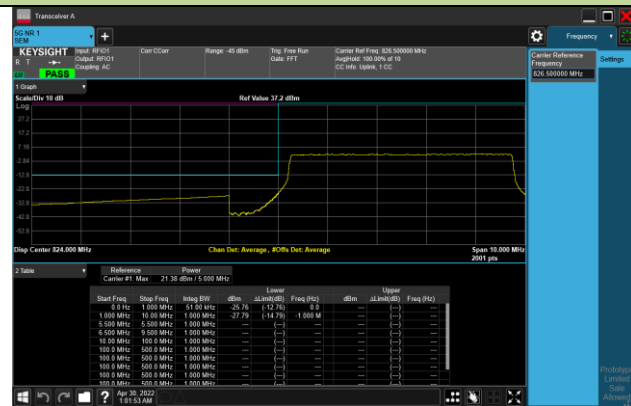 Transceiver A
5G NR 1
SEM
Frequency
KEYSIGHT Input: RFIO1 Corr CCorr Range: -45 dBm Trig: Free Run Carrier Ref Freq: 826.500000 MHz
R T Output: RFIO1 Gate: FFT Avg|Hold: 100.00% of 10
Coupling: AC CC Info: Uplink, 1 CC
PASS
Carrier Reference
Frequency
826.500000 MHz
Settings
1 Graph
Scale/Div 10 dB Ref Value 37.2 dBm
Log
27.2
17.2
7.18
-2.84
-12.8
-22.8
-32.8
-42.8
-52.8
Disp Center 824.000 MHz Chan Det: Average , #Offs Det: Average Span 10.000 MHz
2001 pts
2 Table
Reference Power
Carrier #1 Max 21.38 dBm / 5.000 MHz
Lower Upper
Start Freq Stop Freq Integ BW dBm ΔLimit(dB) Freq (Hz) dBm ΔLimit(dB) Freq (Hz)
0.0 Hz 1.000 MHz 51.00 kHz -25.76 (-12.76) 0.0 --- (---) ---
1.000 MHz 10.00 MHz 1.000 MHz -27.79 (-14.79) -1.000 M --- (---) ---
5.500 MHz 5.500 MHz 1.000 MHz --- (---) --- --- (---) ---
6.500 MHz 9.500 MHz 1.000 MHz --- (---) --- --- (---) ---
10.00 MHz 100.0 MHz 1.000 MHz --- (---) --- --- (---) ---
100.0 MHz 500.0 MHz 1.000 MHz --- (---) --- --- (---) ---
100.0 MHz 500.0 MHz 1.000 MHz --- (---) --- --- (---) ---
100.0 MHz 500.0 MHz 1.000 MHz --- (---) --- --- (---) ---
100.0 MHz 500.0 MHz 1.000 MHz --- (---) --- --- (---) ---
100.0 MHz 500.0 MHz 1.000 MHz --- (---) --- --- (---) ---
Prototype
Limited
Sale
Allowed
Apr 30, 2022
1:01:53 AM